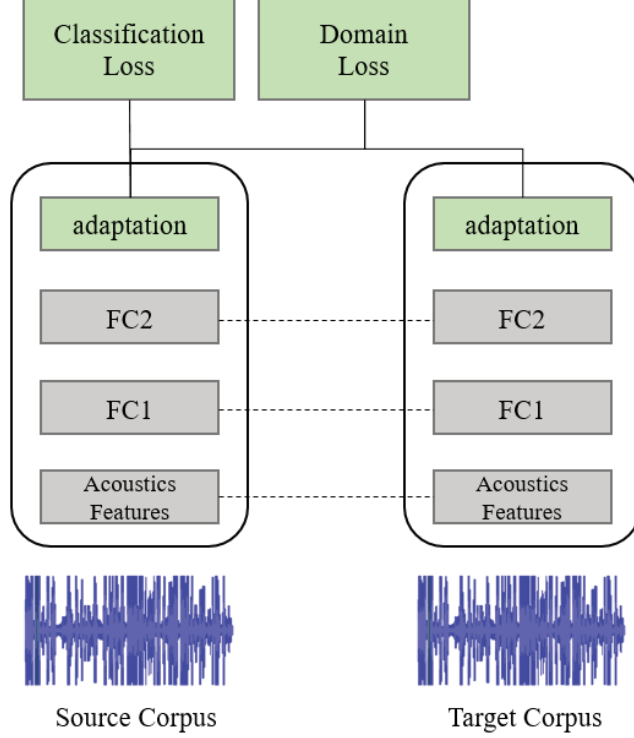 Classification
Loss
Domain
Loss
adaptation
adaptation
FC2
FC2
FC1
FC1
Acoustics
Features
Acoustics
Features
Source Corpus
Target Corpus